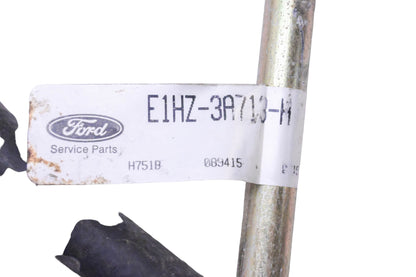 E1HZ-3A713-H
Ford
Service Parts
H751B
089415